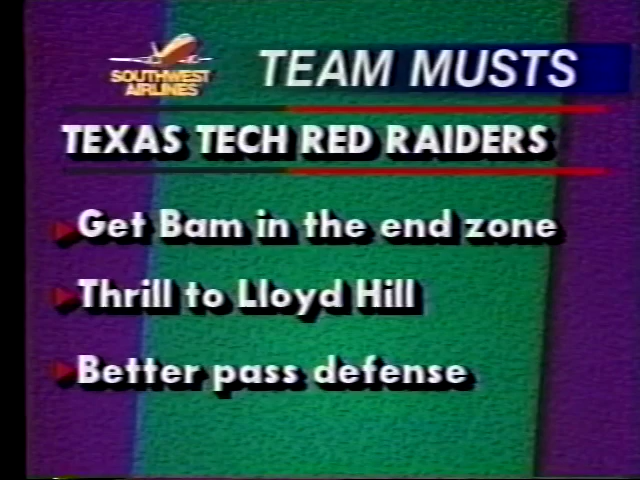 SOUTHWEST
AIRLINES
TEAM MUSTS
TEXAS TECH RED RAIDERS
Get Bam in the end zone
Thrill to Lloyd Hill
Better pass defense